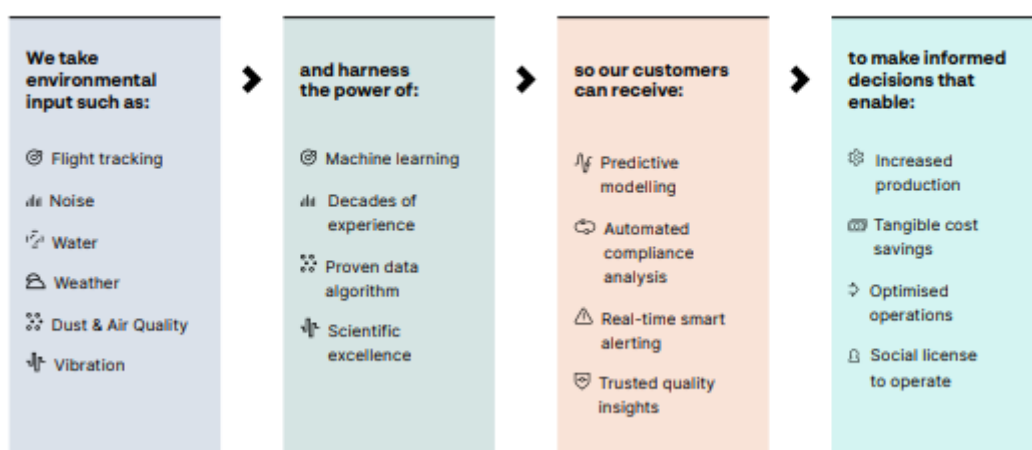 We take
environmental
input such as:
Flight tracking
Noise
Water
Weather
Dust & Air Quality
Vibration
and harness
the power of:
Machine learning
Decades of
experience
Proven data
algorithm
Scientific
excellence
so our customers
can receive:
Predictive
modelling
Automated
compliance
analysis
Real-time smart
alerting
Trusted quality
insights
to make informed
decisions that
enable:
Increased
production
Tangible cost
savings
Optimised
operations
Social license
to operate